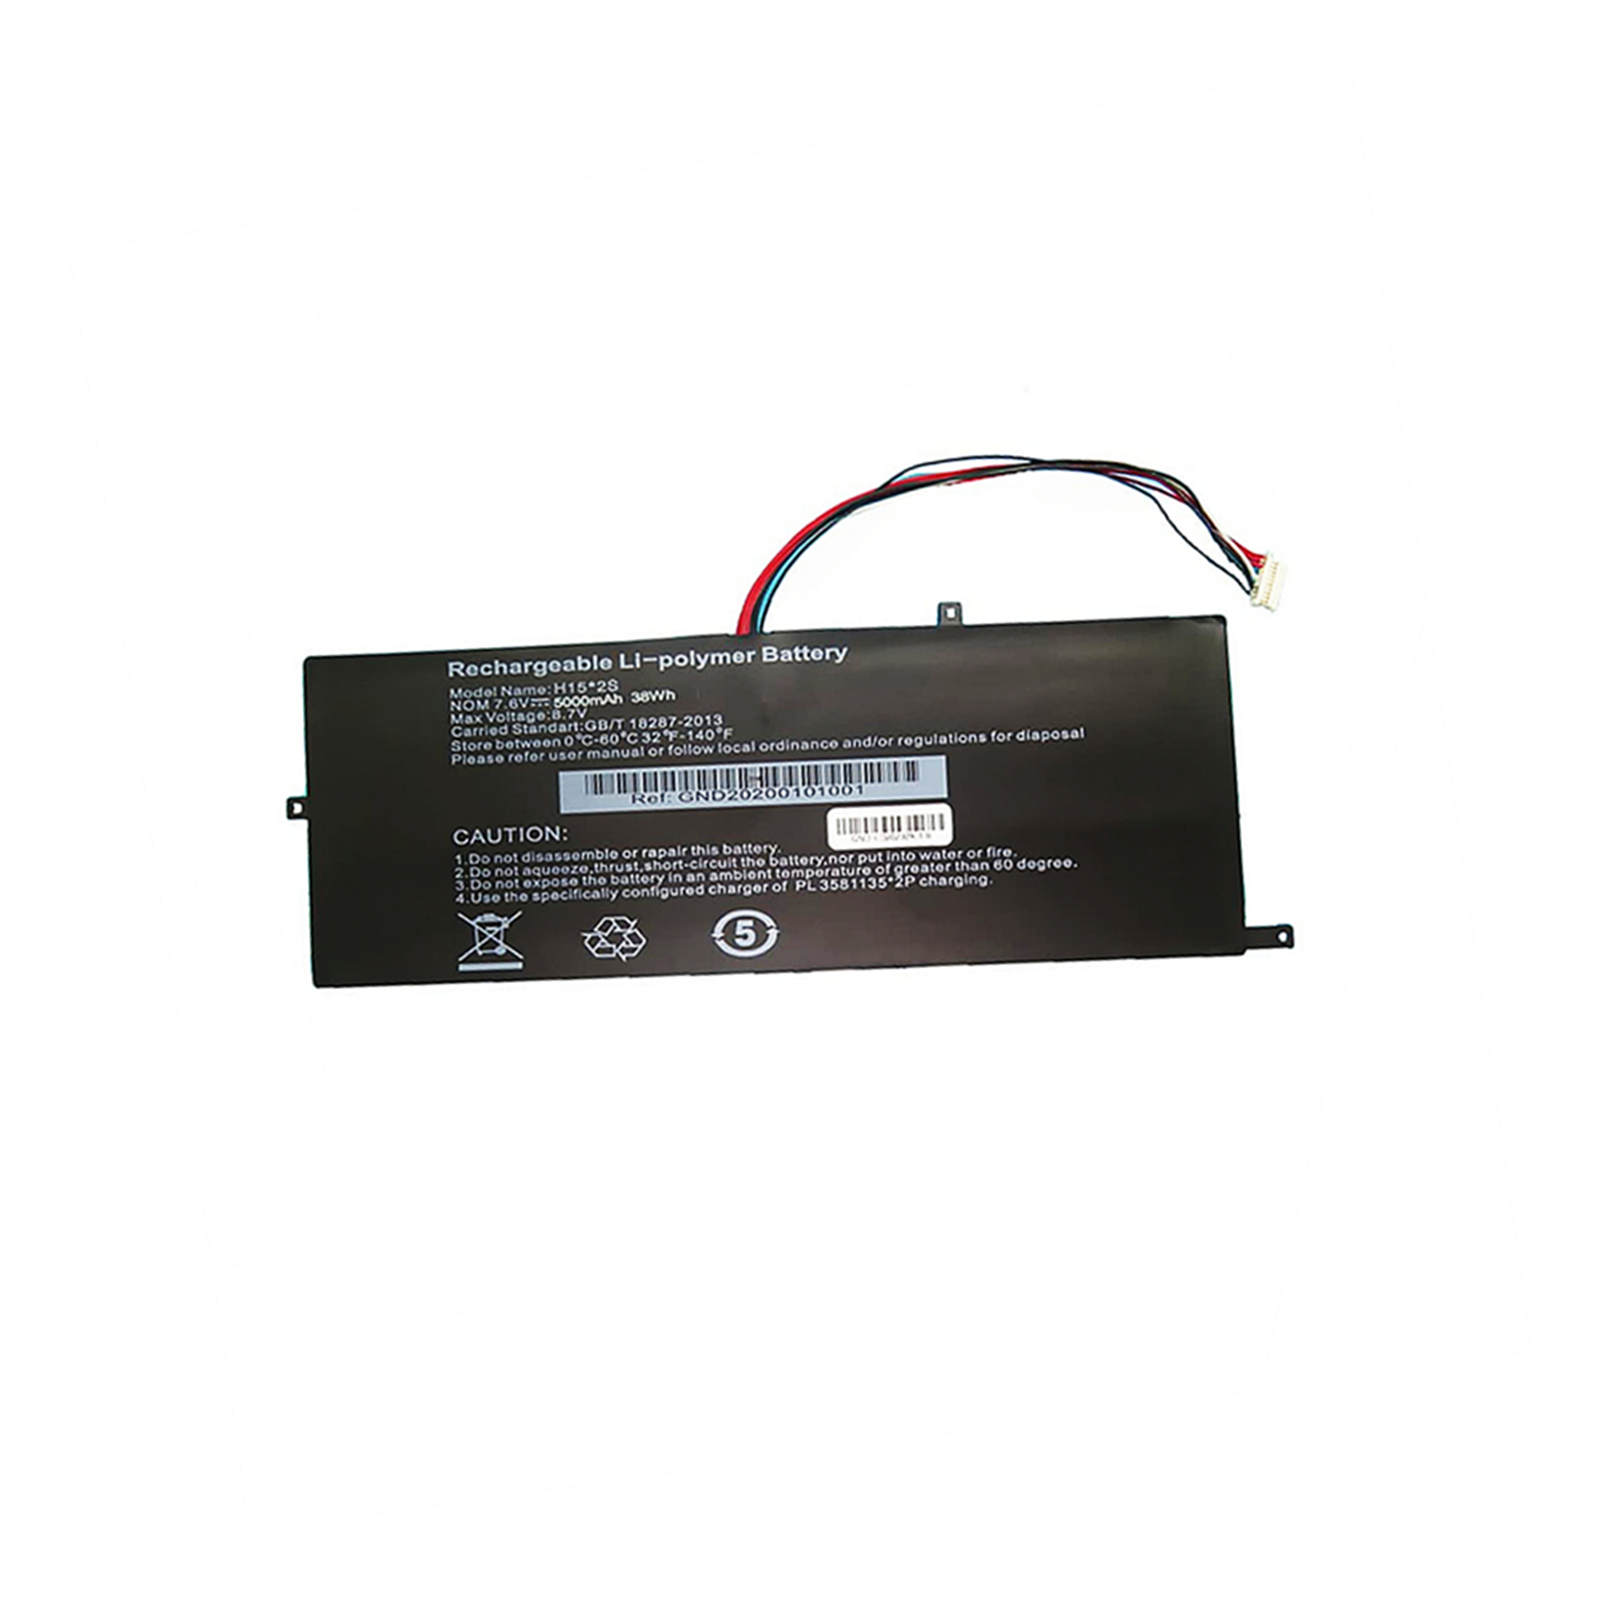 Rechargeable Li-polymer Battery
Model Name:H15*2S
NOM 7.6V 5000mAh 38Wh
Max Voltage:8.7V
Carried Standart:GB/T 18287-2013
Store between 0°C-60°C 32°F-140°F
Please refer user manual or follow local ordinance and/or regulations for disposal
Ref: GND20200101001
CAUTION:
1.Do not disassemble or rapair this battery.
2.Do not aqueeze,thrust,short-circuit the battery,nor put into water or fire.
3.Do not expose the battery in an ambient temperature of greater than 60 degree.
4.Use the specifically configured charger of PL3581135*2P charging.
5